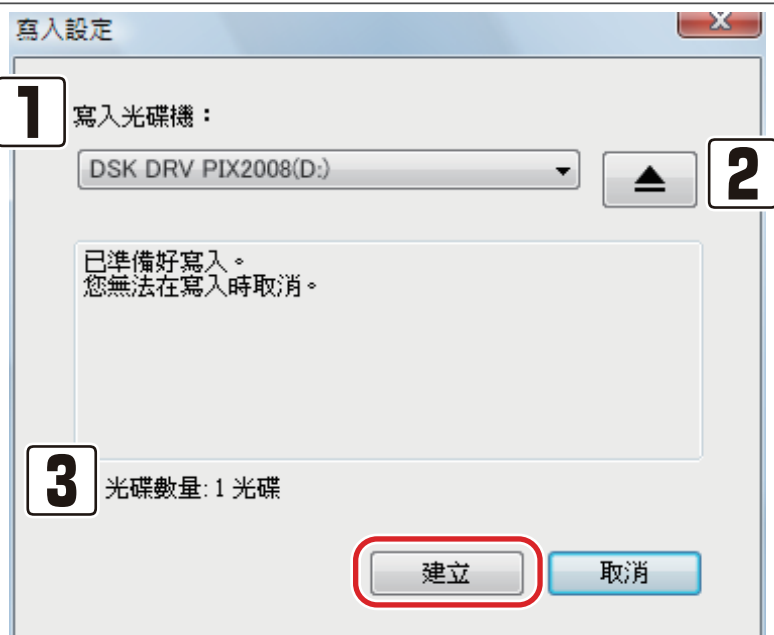 寫入設定
1
寫入光碟機：
DSK DRV PIX2008(D:)
2
已準備好寫入。
您無法在寫入時取消。
3
光碟數量: 1 光碟
建立
取消